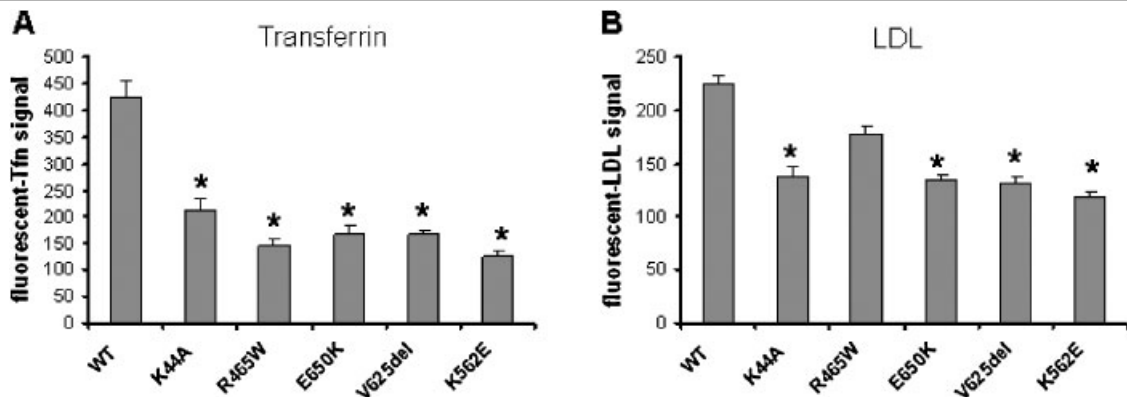 A
Transferrin
fluorescent-Tfn signal
500
450
400
350
300
250
200
150
100
50
0
*
*
*
*
*
WT
K44A
R465W
E650K
V625del
K562E
B
LDL
fluorescent-LDL signal
250
200
150
100
50
0
*
*
*
*
WT
K44A
R465W
E650K
V625del
K562E